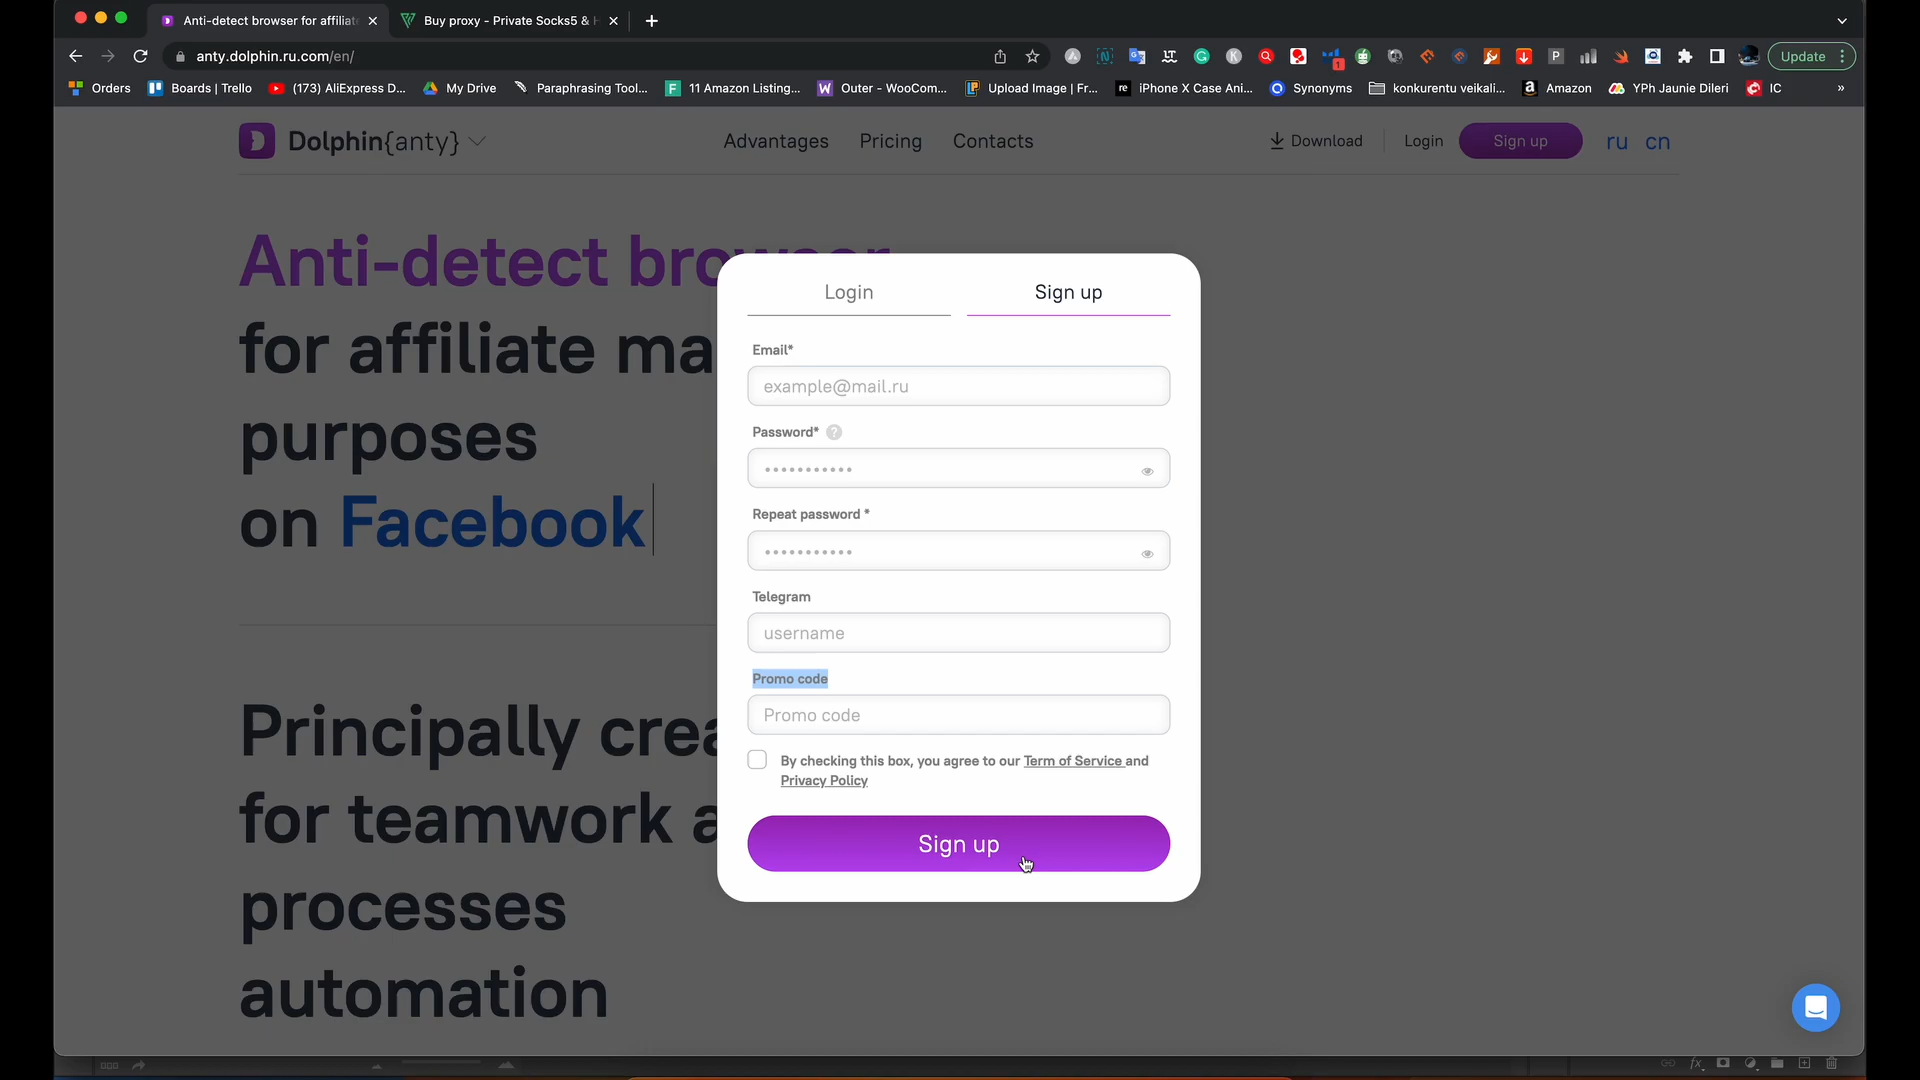 Anti-detect browser for affiliat
Buy proxy - Private Socks5 & H
anty.dolphin.ru.com/en/
Update
Orders
Boards | Trello
(173) AliExpress D...
My Drive
Paraphrasing Tool...
11 Amazon Listing...
Outer - WooCom...
Upload Image | Fr...
iPhone X Case Ani...
Synonyms
konkurentu veikali...
Amazon
YPh Jaunie Dileri
IC
»
Dolphin{anty}
Advantages
Pricing
Contacts
Download
Login
Sign up
ru
cn
Anti-detect browser
for affiliate ma
purposes
on Facebook
Principally crea
for teamwork a
processes
automation
Login
Sign up
Email*
example@mail.ru
Password* ?
Repeat password *
Telegram
username
Promo code
Promo code
By checking this box, you agree to our Term of Service and
Privacy Policy
Sign up